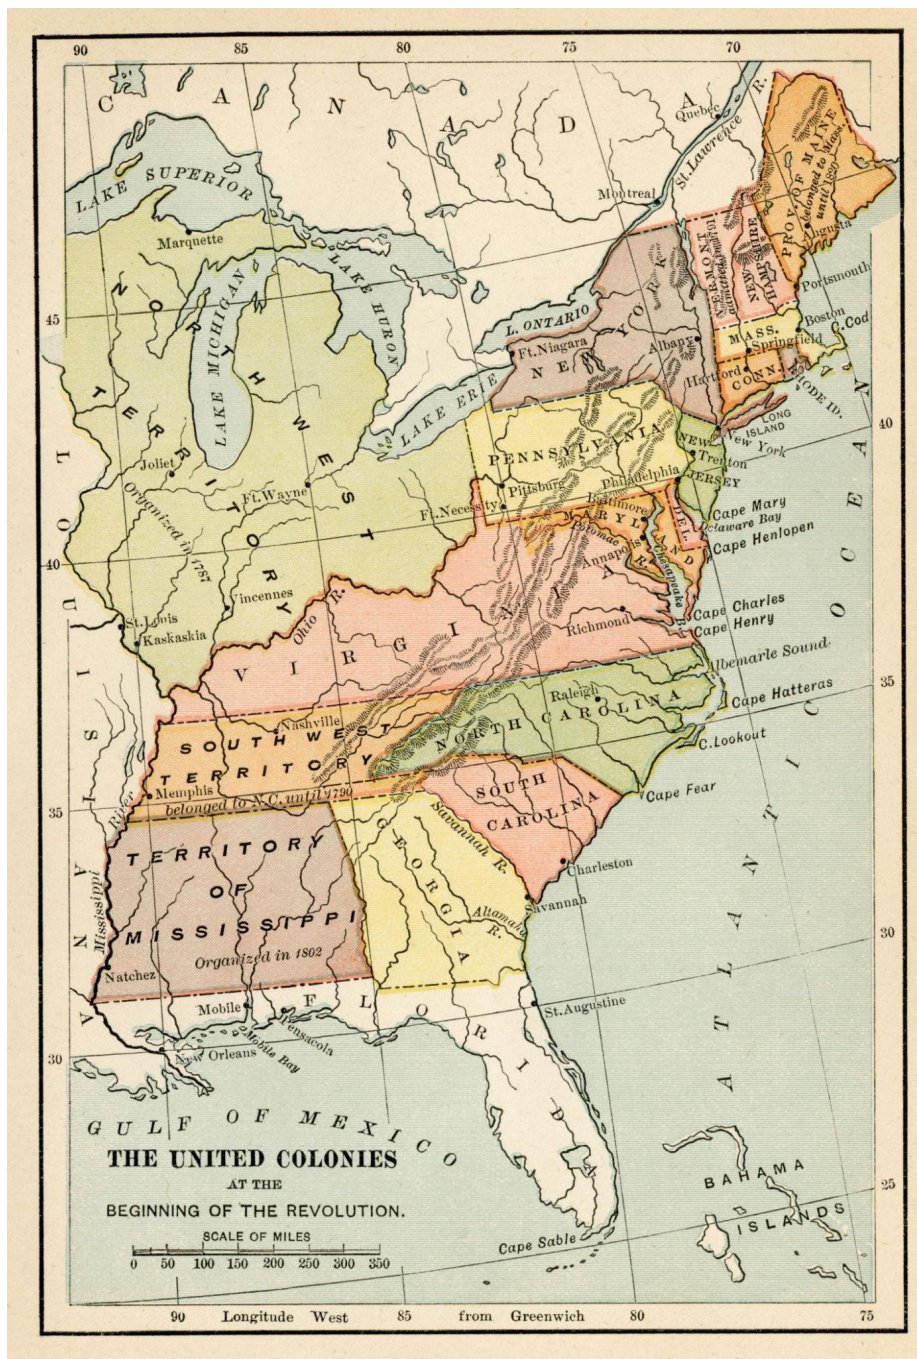 90 85 80 75 70
CANADA
Quebec
St. Lawrence R.
Montreal
PROV. OF MAINE
belonged to Mass.
until 1820
Augusta
LAKE SUPERIOR
Marquette
LAKE MICHIGAN
LAKE HURON
L. ONTARIO
LAKE ERIE
VERMONT
admitted 1791
NEW
HAMPSHIRE
Portsmouth
45
Boston
C. Cod
MASS.
Springfield
Hartford
CONN.
RHODE ID.
NEW YORK
Ft. Niagara
Albany
LONG
ISLAND
New York
40
NORTHWEST
TERRITORY
Organized in
1787
Joliet
Ft. Wayne
Vincennes
St. Louis
Kaskaskia
PENNSYLVANIA
Pittsburg
Philadelphia
Ft. Necessity
NEW
JERSEY
Trenton
Cape Mary
Delaware Bay
Cape Henlopen
DEL.
MARYLAND
Baltimore
Annapolis
Potomac R.
Chesapeake B.
Cape Charles
Cape Henry
40
Ohio R.
VIRGINIA
Richmond
Albemarle Sound
Cape Hatteras
35
C. Lookout
Cape Fear
NORTH CAROLINA
Raleigh
SOUTH WEST
TERRITORY
Nashville
Memphis
belonged to N.C. until 1790
35
SOUTH
CAROLINA
Charleston
Savannah R.
Savannah
GEORGIA
Altamaha
R.
TERRITORY
OF
MISSISSIPPI
Organized in 1802
Natchez
Mississippi River
LOUISIANA
30
FLORIDA
Mobile
Pensacola
Mobile Bay
New Orleans
St. Augustine
30
ATLANTIC OCEAN
GULF OF MEXICO
Cape Sable
BAHAMA
ISLANDS
25
THE UNITED COLONIES
AT THE
BEGINNING OF THE REVOLUTION.
SCALE OF MILES
0 50 100 150 200 250 300 350
90 Longitude West 85 from Greenwich 80 75